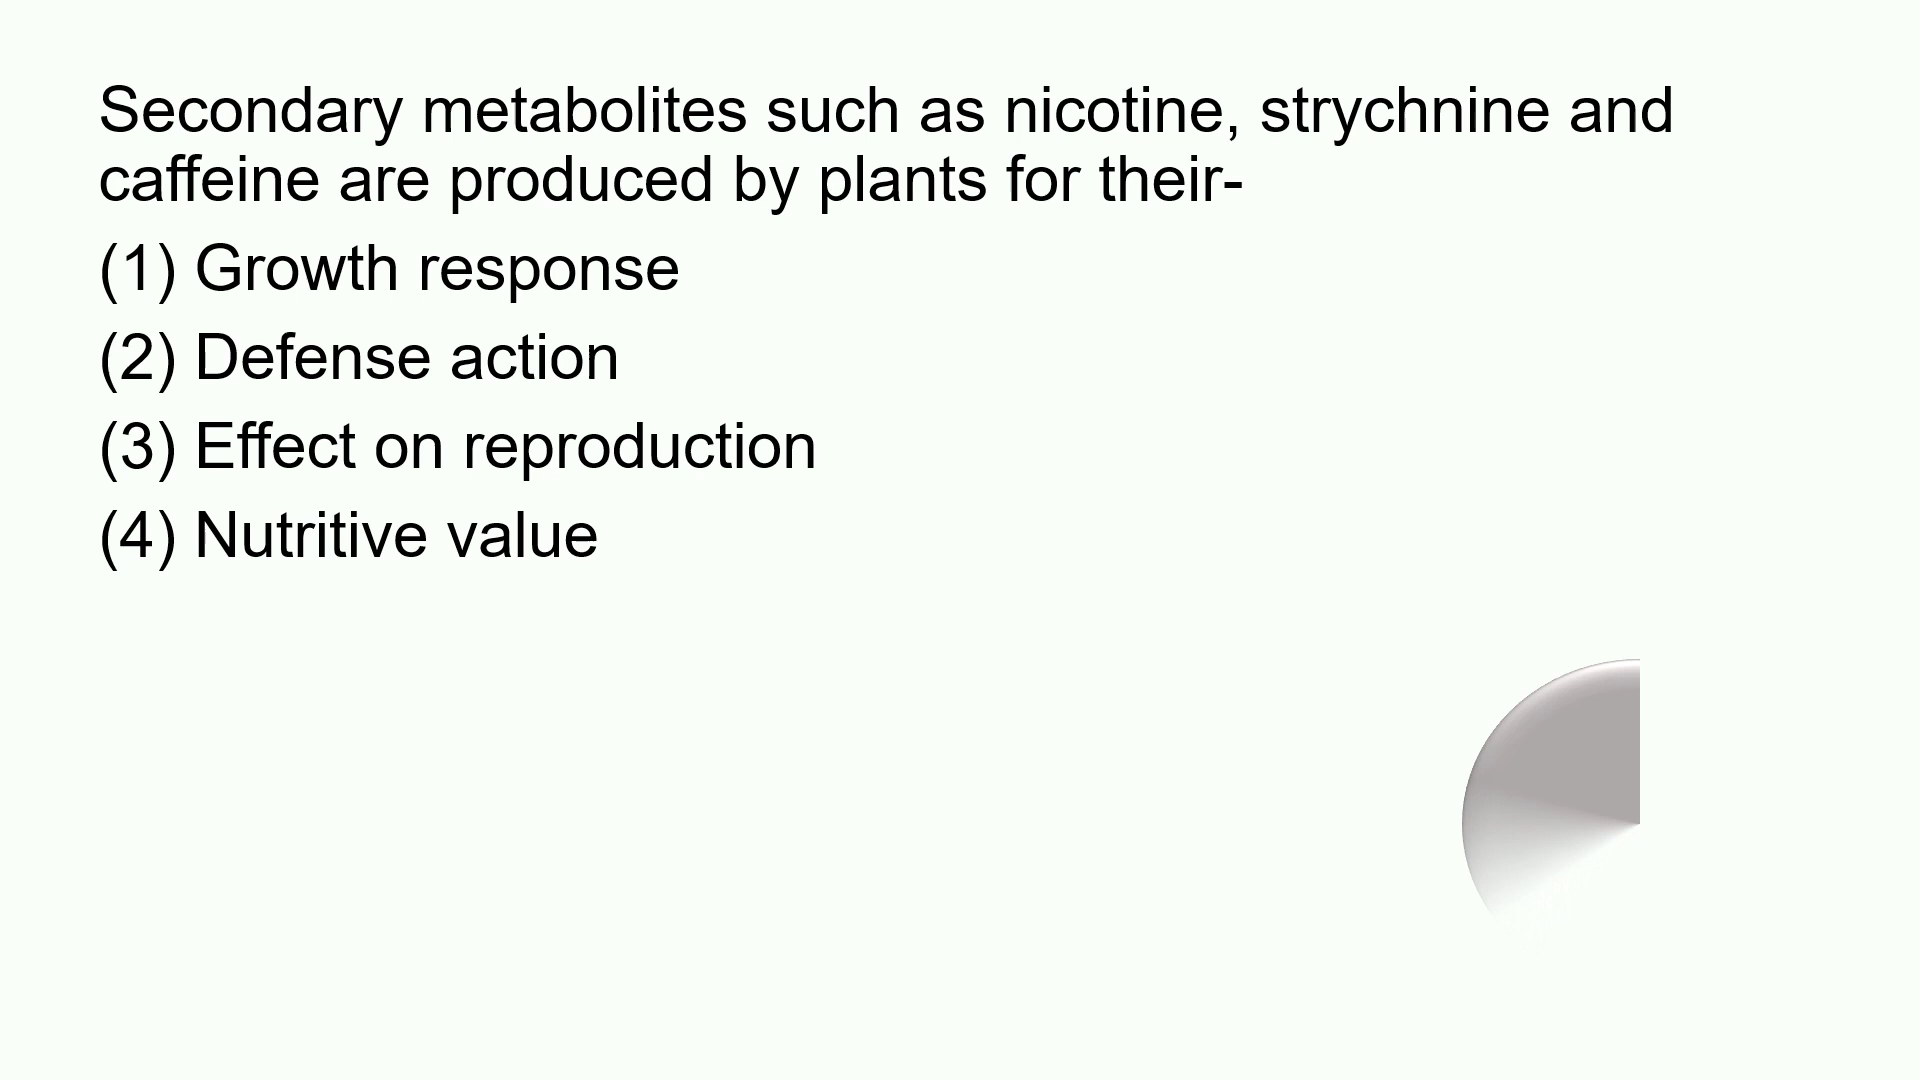 Secondary metabolites such as nicotine, strychnine and
caffeine are produced by plants for their-
(1) Growth response
(2) Defense action
(3) Effect on reproduction
(4) Nutritive value